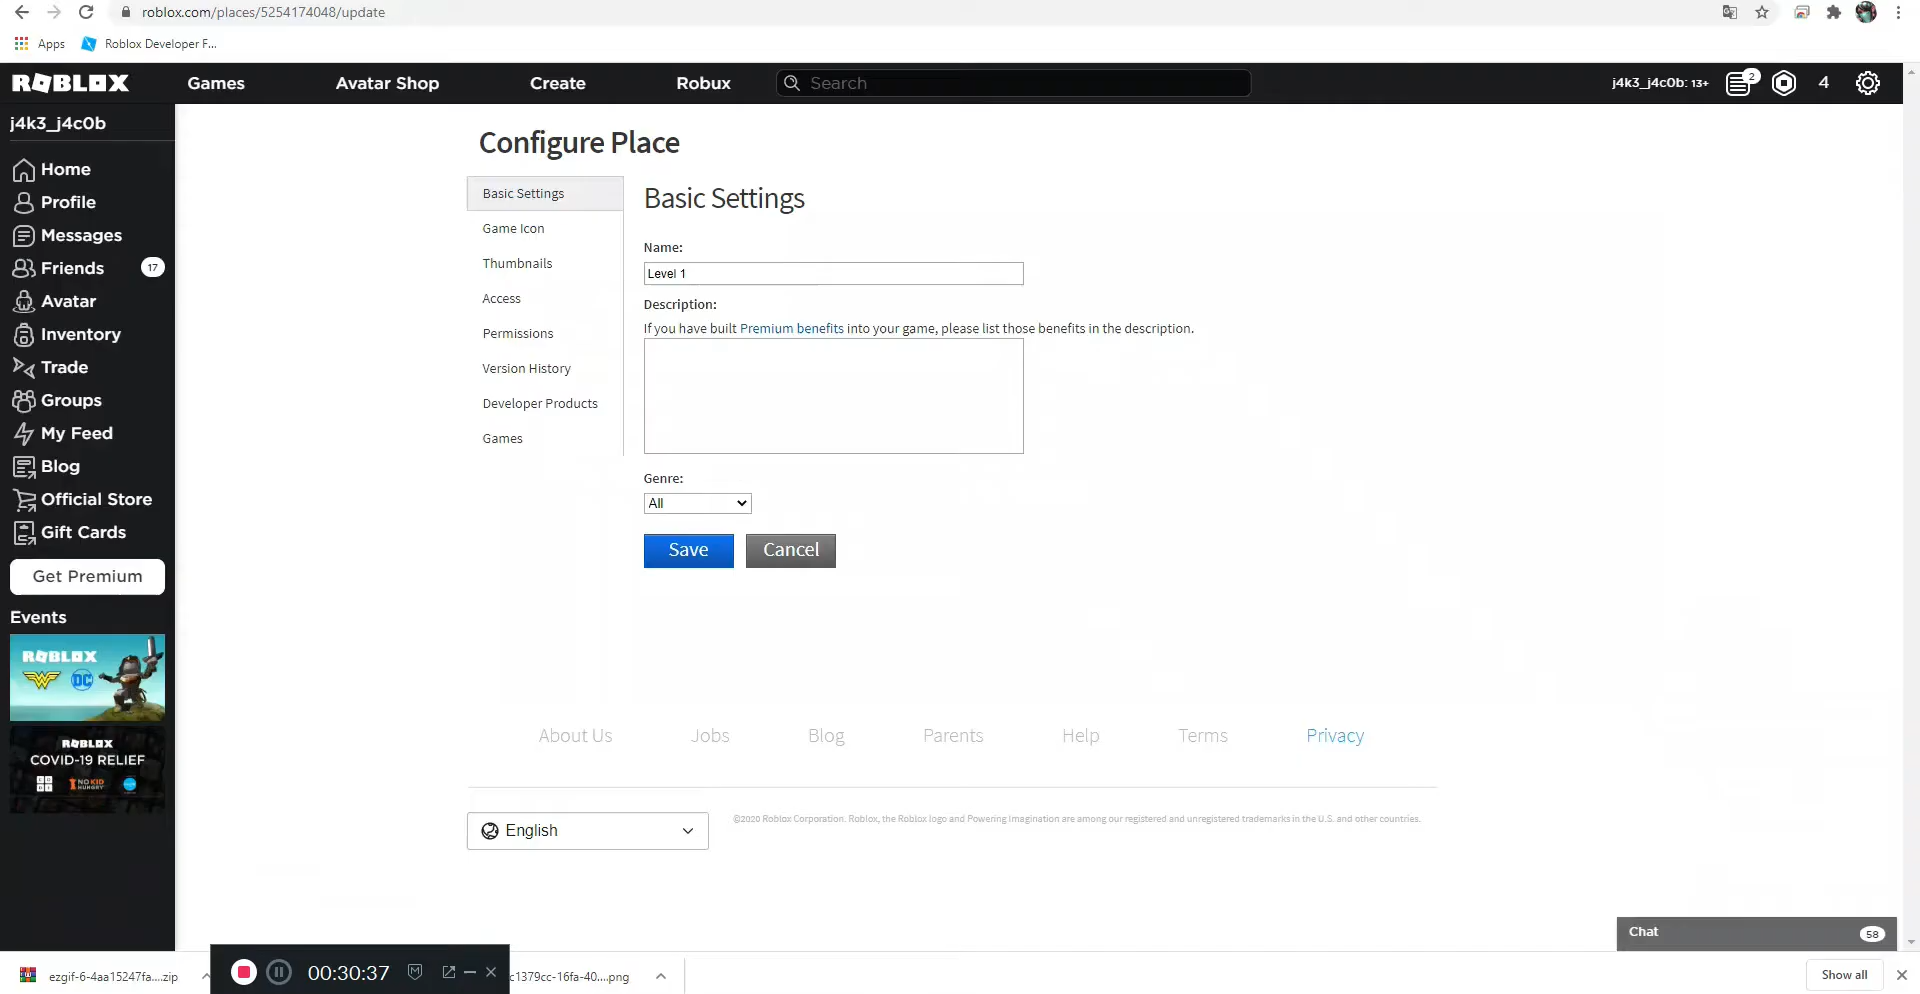 roblox.com/places/5254174048/update
Apps
Roblox Developer F...
ROBLOX
Games
Avatar Shop
Create
Robux
Search
j4k3_j4c0b: 13+
2
4
j4k3_j4c0b
Home
Profile
Messages
Friends
17
Avatar
Inventory
Trade
Groups
My Feed
Blog
Official Store
Gift Cards
Get Premium
Events
ROBLOX
DC
ROBLOX
COVID-19 RELIEF
NO KID
HUNGRY
Configure Place
Basic Settings
Game Icon
Thumbnails
Access
Permissions
Version History
Developer Products
Games
Basic Settings
Name:
Level 1
Description:
If you have built Premium benefits into your game, please list those benefits in the description.
Genre:
All
Save
Cancel
About Us
Jobs
Blog
Parents
Help
Terms
Privacy
English
©2020 Roblox Corporation. Roblox, the Roblox logo and Powering Imagination are among our registered and unregistered trademarks in the U.S. and other countries.
Chat
58
ezgif-6-4aa15247fa....zip
00:30:37
c1379cc-16fa-40....png
Show all